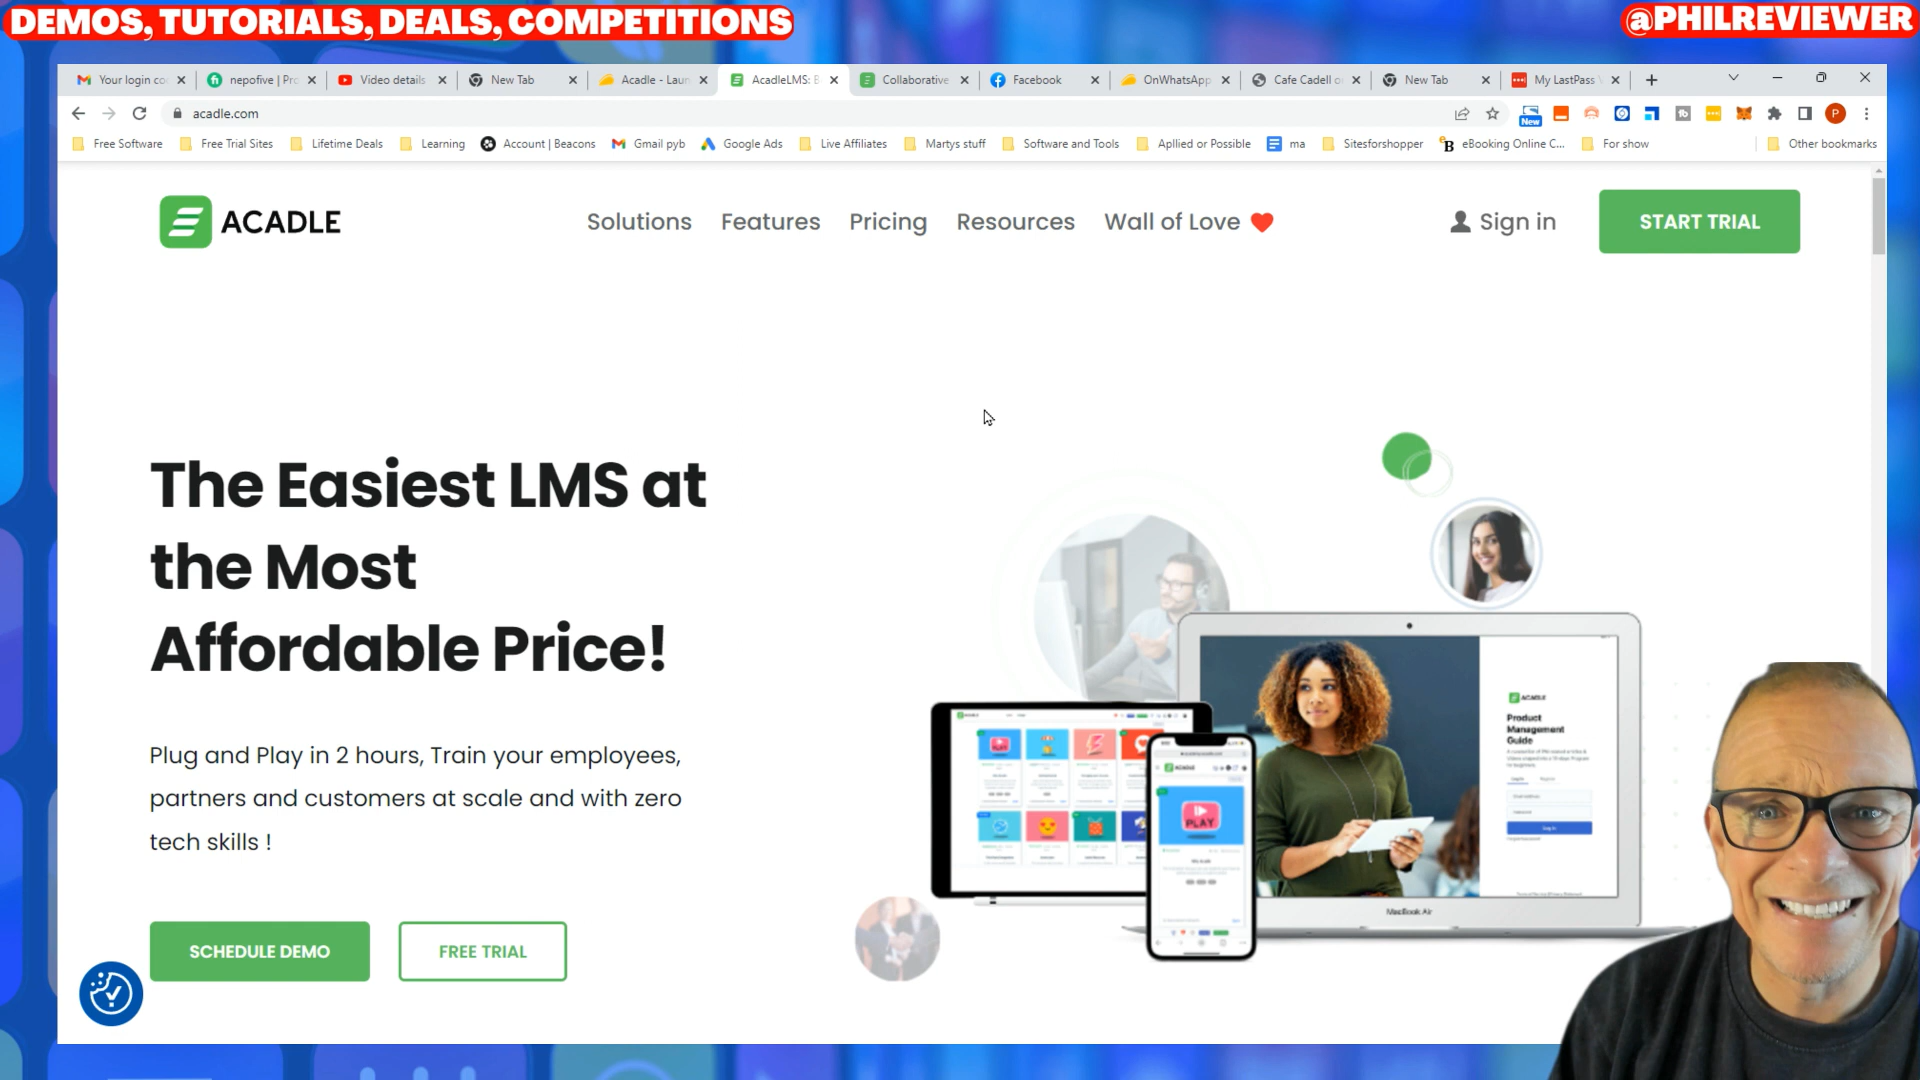 DEMOS, TUTORIALS, DEALS, COMPETITIONS
@PHILREVIEWER
Your login co
nepofive | Pro
Video details
New Tab
Acadle - Laun
AcadleLMS: B
Collaborative
Facebook
OnWhatsApp
Cafe Cadell o
New Tab
My LastPass
acadle.com
New
P
Free Software
Free Trial Sites
Lifetime Deals
Learning
Account | Beacons
Gmail pyb
Google Ads
Live Affiliates
Martys stuff
Software and Tools
Apllied or Possible
ma
Sitesforshopper
eBooking Online C...
For show
Other bookmarks
ACADLE
Solutions
Features
Pricing
Resources
Wall of Love
Sign in
START TRIAL
The Easiest LMS at
the Most
Affordable Price!
Plug and Play in 2 hours, Train your employees,
partners and customers at scale and with zero
tech skills !
SCHEDULE DEMO
FREE TRIAL
ACADLE
Product
Management
Guide
Log In
PLAY
ACADLE
MacBook Air